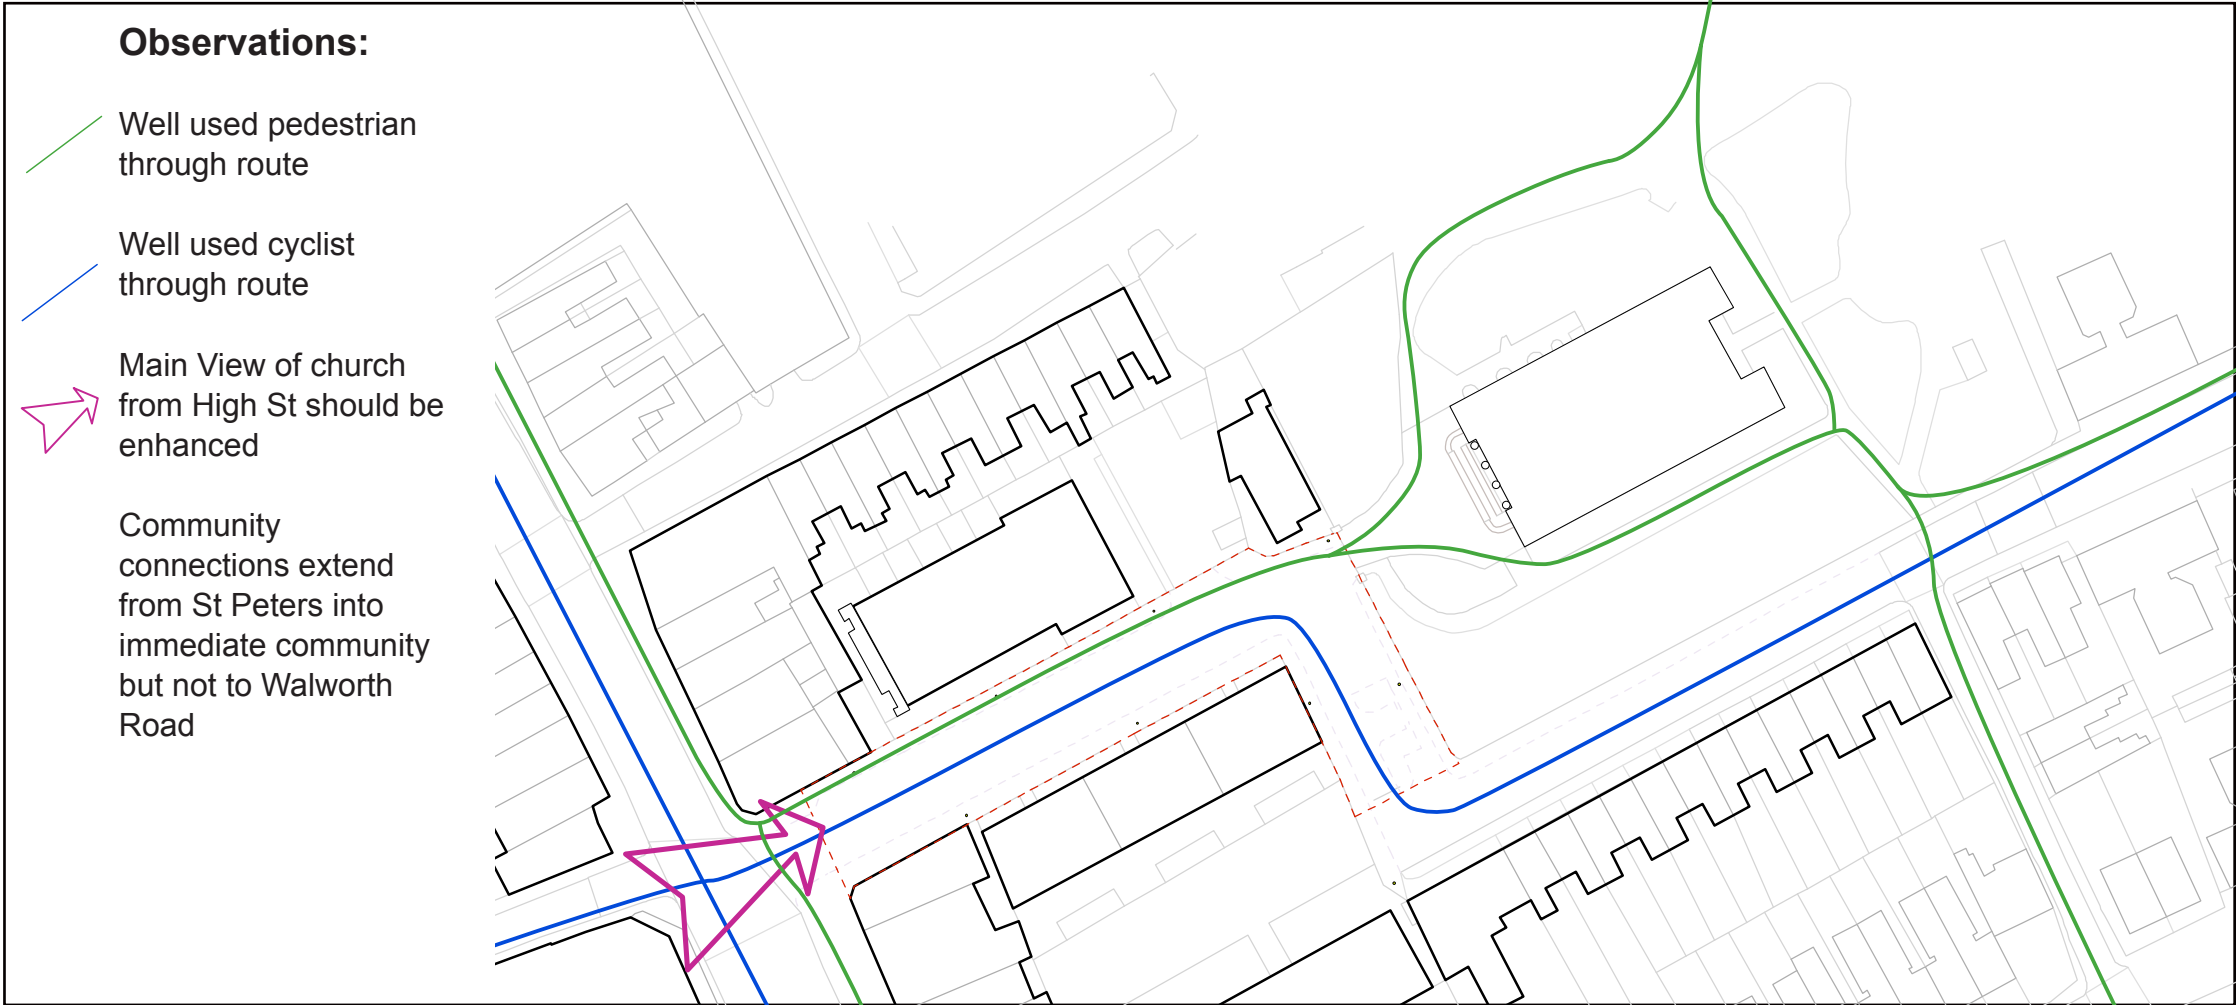 Observations:
Well used pedestrian
through route
Well used cyclist
through route
Main View of church
from High St should be
enhanced
Community
connections extend
from St Peters into
immediate community
but not to Walworth
Road